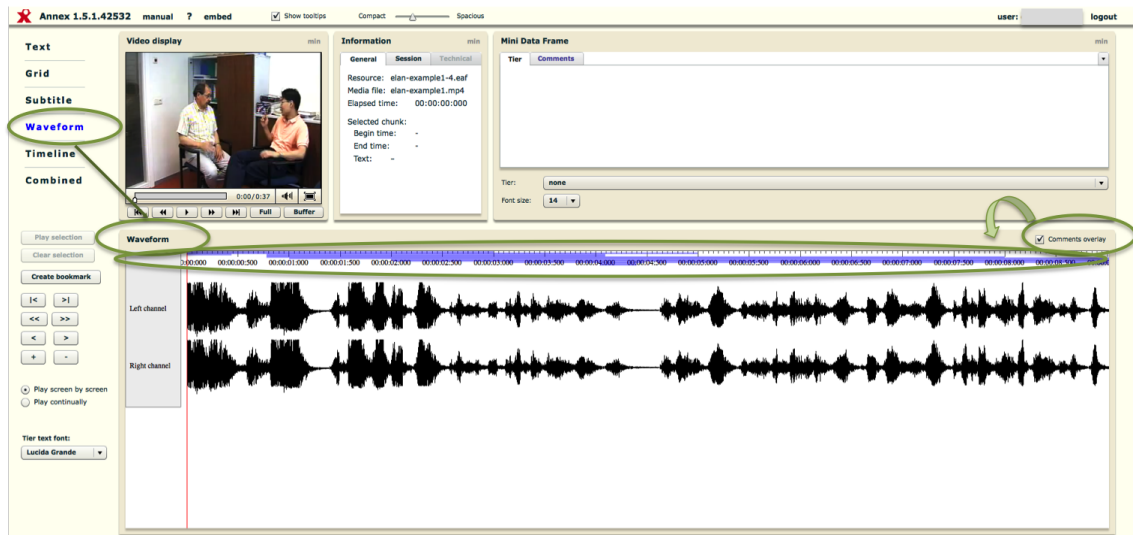 Annex 1.5.1.42532 manual ? embed Show tooltips Compact Spacious user: logout
Text
Grid
Subtitle
Waveform
Timeline
Combined
Video display min
0:00/0:37
Full Buffer
Information min
General Session Technical
Resource: elan-example1-4.eaf
Media file: elan-example1.mp4
Elapsed time: 00:00:00:000
Selected chunk:
Begin time: -
End time: -
Text: -
Mini Data Frame min
Tier Comments
Tier: none
Font size: 14
Play selection
Clear selection
Create bookmark
|< >|
<< >>
< >
+ -
Play screen by screen
Play continually
Tier text font:
Lucida Grande
Waveform Comments overlay
00:00:00:500 00:00:01:000 00:00:01:500 00:00:02:000 00:00:02:500 00:00:03:000 00:00:03:500 00:00:04:000 00:00:04:500 00:00:05:000 00:00:05:500 00:00:06:000 00:00:06:500 00:00:07:000 00:00:07:500 00:00:08:000 00:00:08:500
Left channel
Right channel